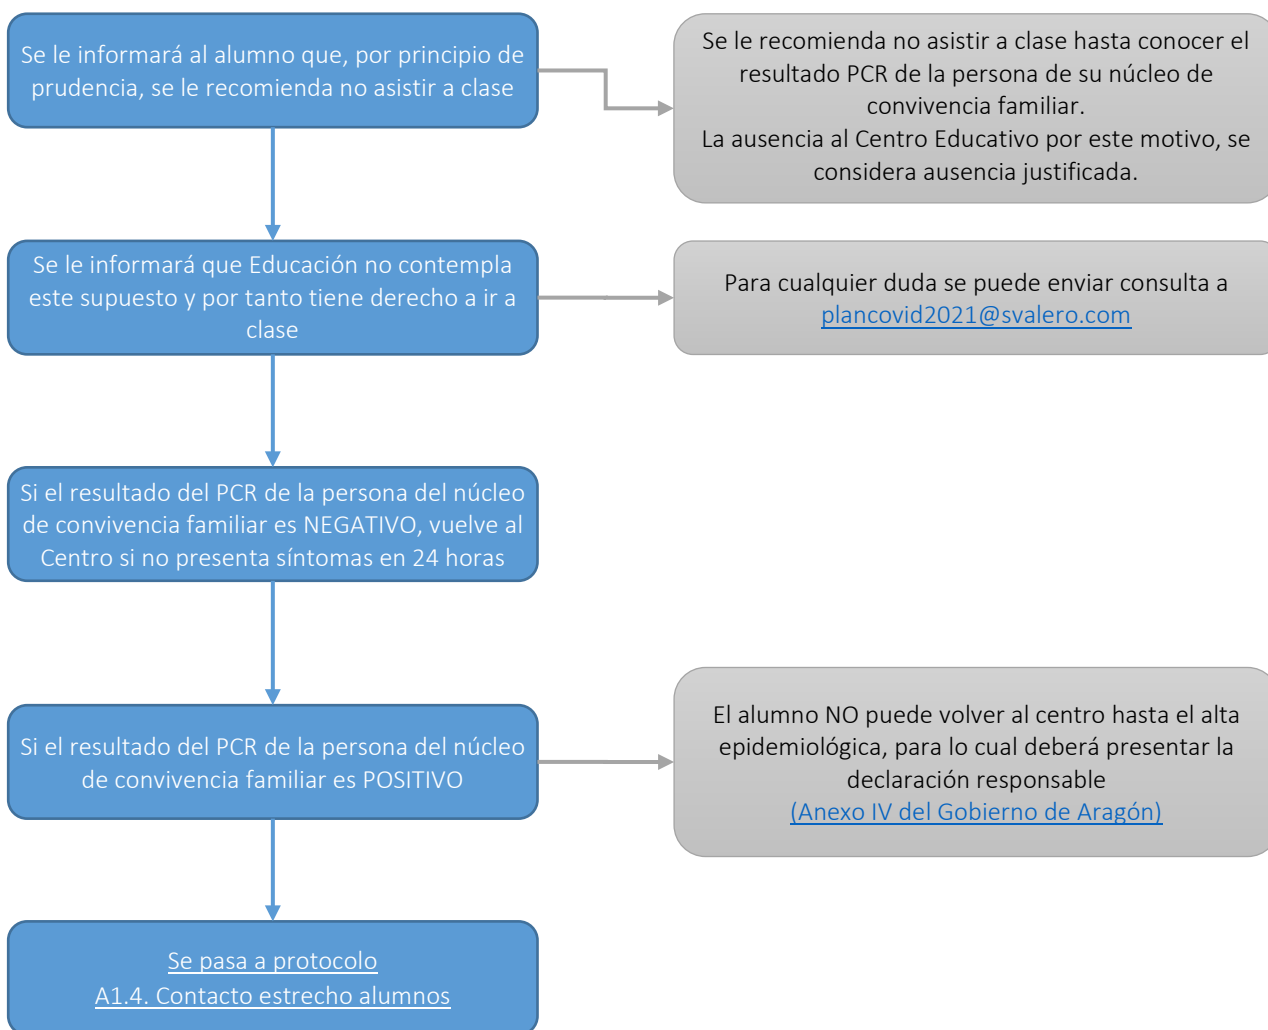 Se le informará al alumno que, por principio de
prudencia, se le recomienda no asistir a clase
Se le recomienda no asistir a clase hasta conocer el
resultado PCR de la persona de su núcleo de
convivencia familiar.
La ausencia al Centro Educativo por este motivo, se
considera ausencia justificada.
Se le informará que Educación no contempla
este supuesto y por tanto tiene derecho a ir a
clase
Para cualquier duda se puede enviar consulta a
plancovid2021@svalero.com
Si el resultado del PCR de la persona del núcleo
de convivencia familiar es NEGATIVO, vuelve al
Centro si no presenta síntomas en 24 horas
Si el resultado del PCR de la persona del núcleo
de convivencia familiar es POSITIVO
El alumno NO puede volver al centro hasta el alta
epidemiológica, para lo cual deberá presentar la
declaración responsable
(Anexo IV del Gobierno de Aragón)
Se pasa a protocolo
A1.4. Contacto estrecho alumnos